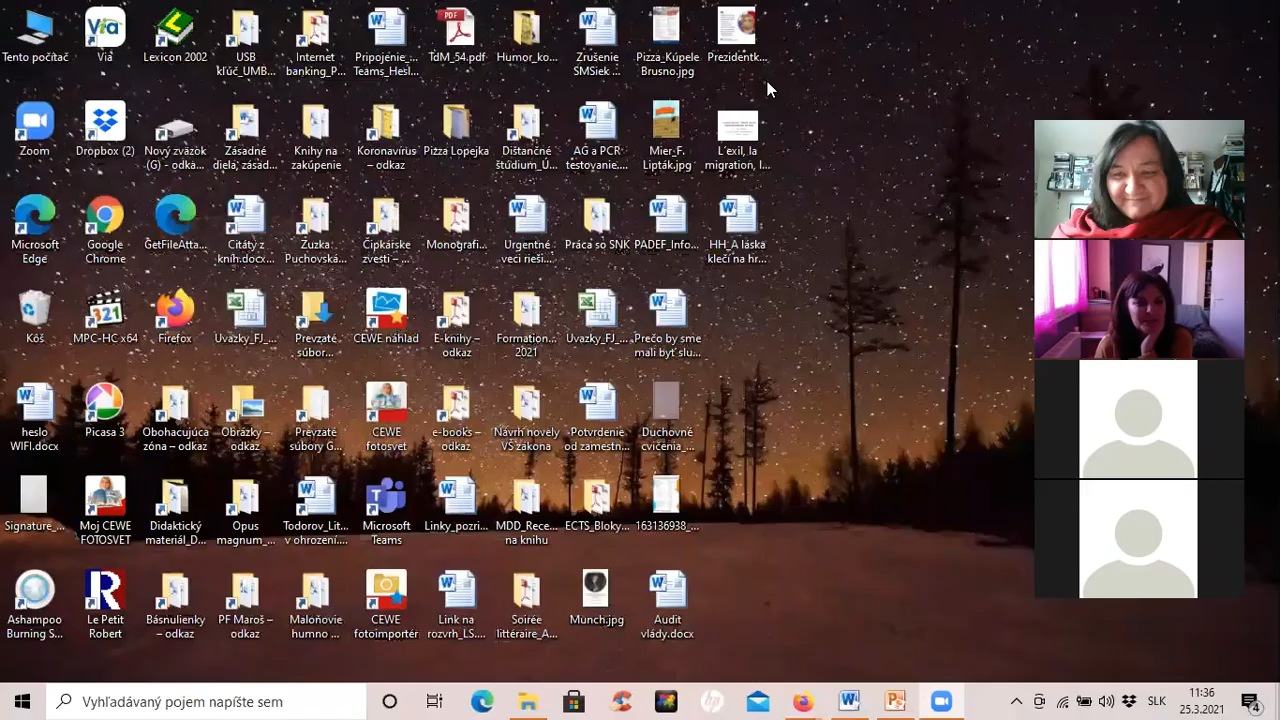 Via
Lexicon 2002
USB
kľúč_UMB...
Internet
banking_P...
Pripojenie_...
Teams_Hesl...
TdM_54.pdf
Humor_ko...
Zrušenie
SMSiek ...
Pizza_Kúpele
Brusno.jpg
Prezidentk...
Dropbox (2)
Nový zväzok
(G) – odka...
Zásadné
diela, zásad...
Knihy na
zakúpenie
Koronavírus
– odkaz
Pizza Lopejka
Dištančné
štúdium_Ú...
AG a PCR
testovanie...
Mier-F.
Lipták.jpg
L'exil, la
migration, l...
Microsoft
Edge
Google
Chrome
GetFileAtta...
Citáty z
kníh.docx...
Zuzka
Puchovská...
Čipkárske
zvesti – ...
Monografi...
Urgentné
veci rieši...
Práca so SNK
PADEF_Info...
HH_A láska
kľačí na hr...
Kôš
MPC-HC x64
Firefox
Uvazky_FJ_...
Prevzaté
súbor...
CEWE náhľad
E-knihy –
odkaz
Formation...
2021
Uvazky_FJ_...
Prečo by sme
mali byť slu...
heslo
WIFI.docx
Picasa 3
Obohacujúca
zóna – odkaz
Obrázky –
odkaz
Prevzaté
súbory G...
CEWE
fotosvet
e-books –
odkaz
Návrh novely
VŠ zákona
-Potvrdenie
od zamestn...
Duchovné
cvičenia_...
Signature_...
Moj CEWE
FOTOSVET
Didaktický
materiál_D...
Opus
magnum_...
Todorov_Lit...
v ohrození....
Microsoft
Teams
Linky_pozri...
MDD_Rece...
na knihu
ECTS_Bloky...
163136938_...
Ashampoo
Burning S...
Le Petit
Robert
Básnulienky
– odkaz
PF Maroš –
odkaz
Maloňovie
humno ...
CEWE
fotoimportér
Link na
rozvrh_LS....
Soirée
littéraire_A...
Munch.jpg
Audit
vlády.docx
Vyhľadávaný pojem napíšte sem
SLK
11:36
25.3.2021
4